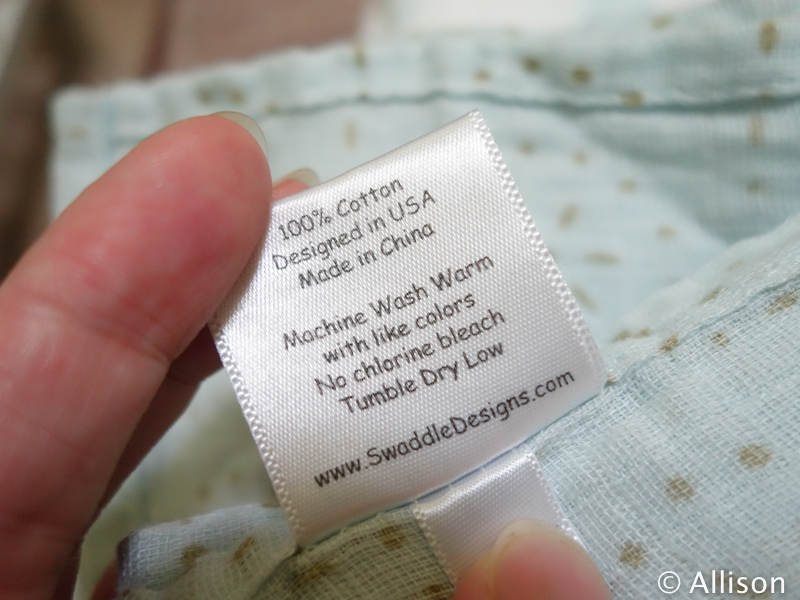 100% Cotton
Designed in USA
Made in China
Machine Wash Warm
with like colors
No chlorine bleach
Tumble Dry Low
www.SwaddleDesigns.com
© Allison